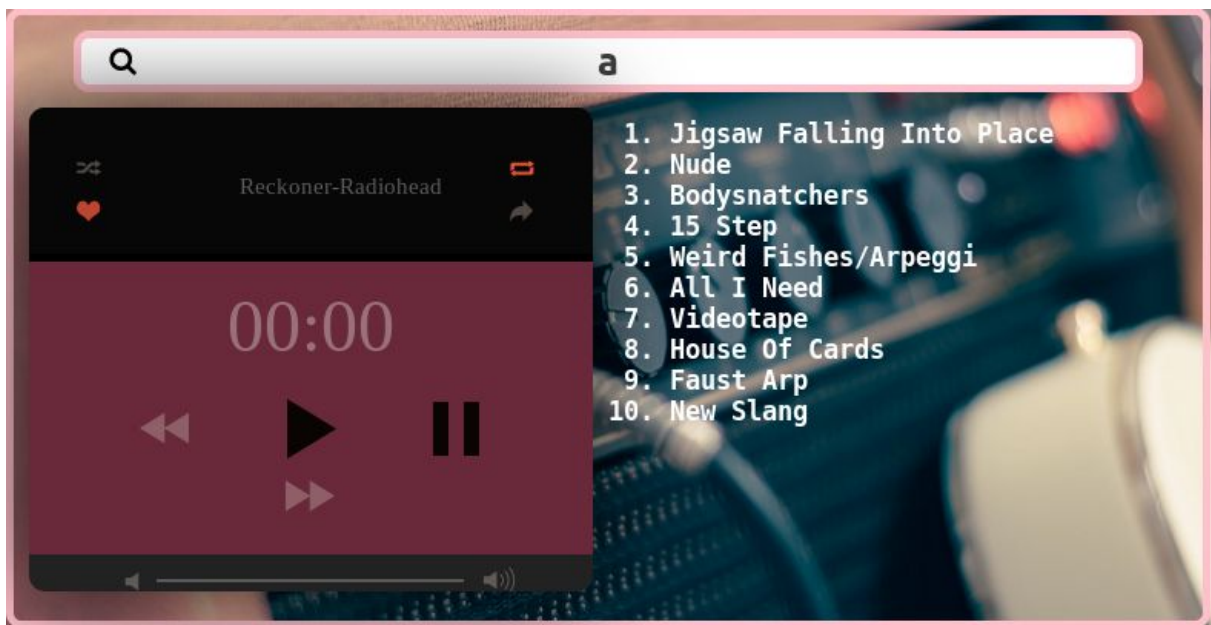 a
Reckoner-Radiohead
00:00
1. Jigsaw Falling Into Place
2. Nude
3. Bodysnatchers
4. 15 Step
5. Weird Fishes/Arpeggi
6. All I Need
7. Videotape
8. House Of Cards
9. Faust Arp
10. New Slang